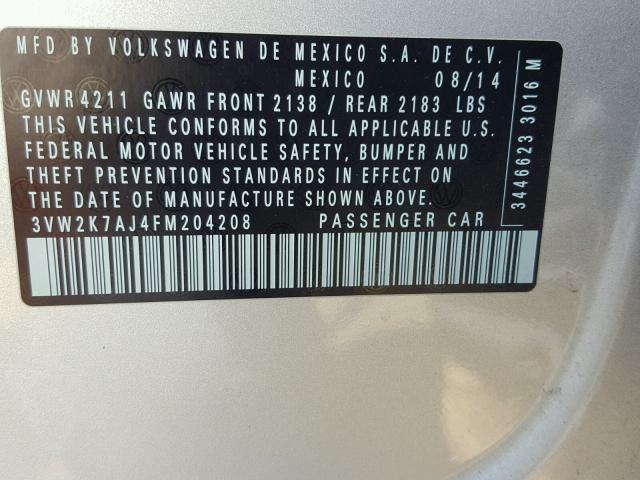 MFD BY VOLKSWAGEN DE MEXICO S.A. DE C.V.
MEXICO 08/14
GVWR 4211 GAWR FRONT 2138 / REAR 2183 LBS
THIS VEHICLE CONFORMS TO ALL APPLICABLE U.S.
FEDERAL MOTOR VEHICLE SAFETY, BUMPER AND
THEFT PREVENTION STANDARDS IN EFFECT ON
THE DATE OF MANUFACTURE SHOWN ABOVE.
3VW2K7AJ4FM204208 PASSENGER CAR
3446623 3016 M